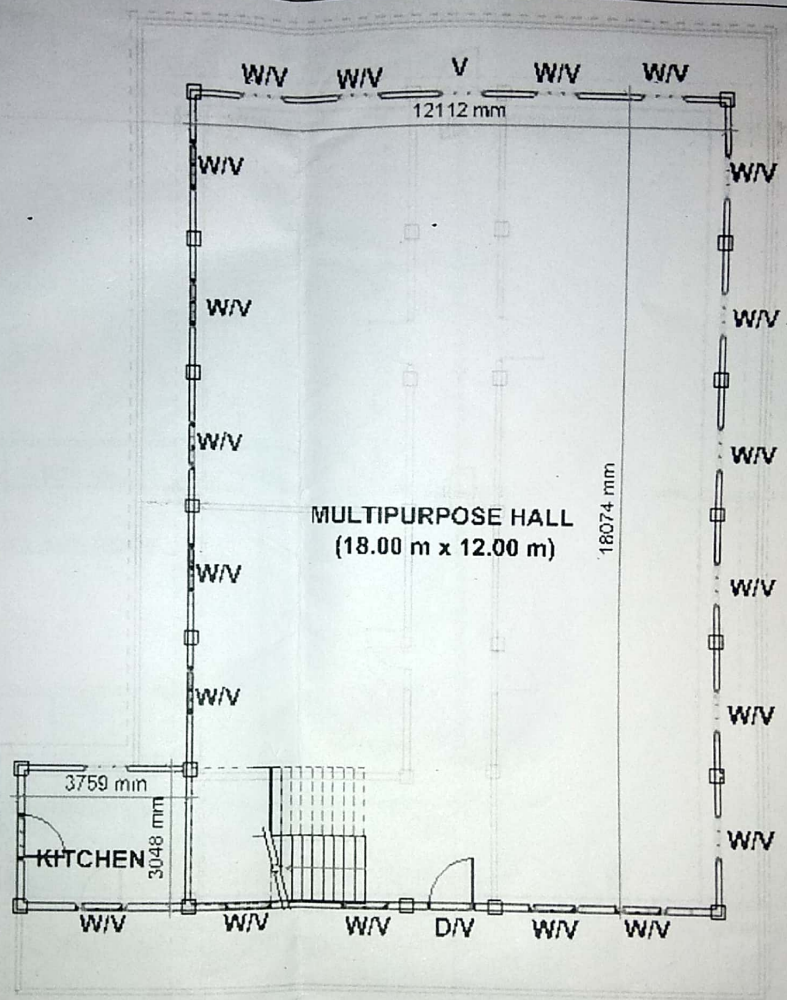 W/V W/V V W/V W/V
12112 mm
W/V W/V
W/V W/V
W/V W/V
MULTIPURPOSE HALL
(18.00 m x 12.00 m)
18074 mm
W/V W/V
W/V W/V
3759 mm
3048 mm
KITCHEN
W/V
W/V W/V W/V D/V W/V W/V